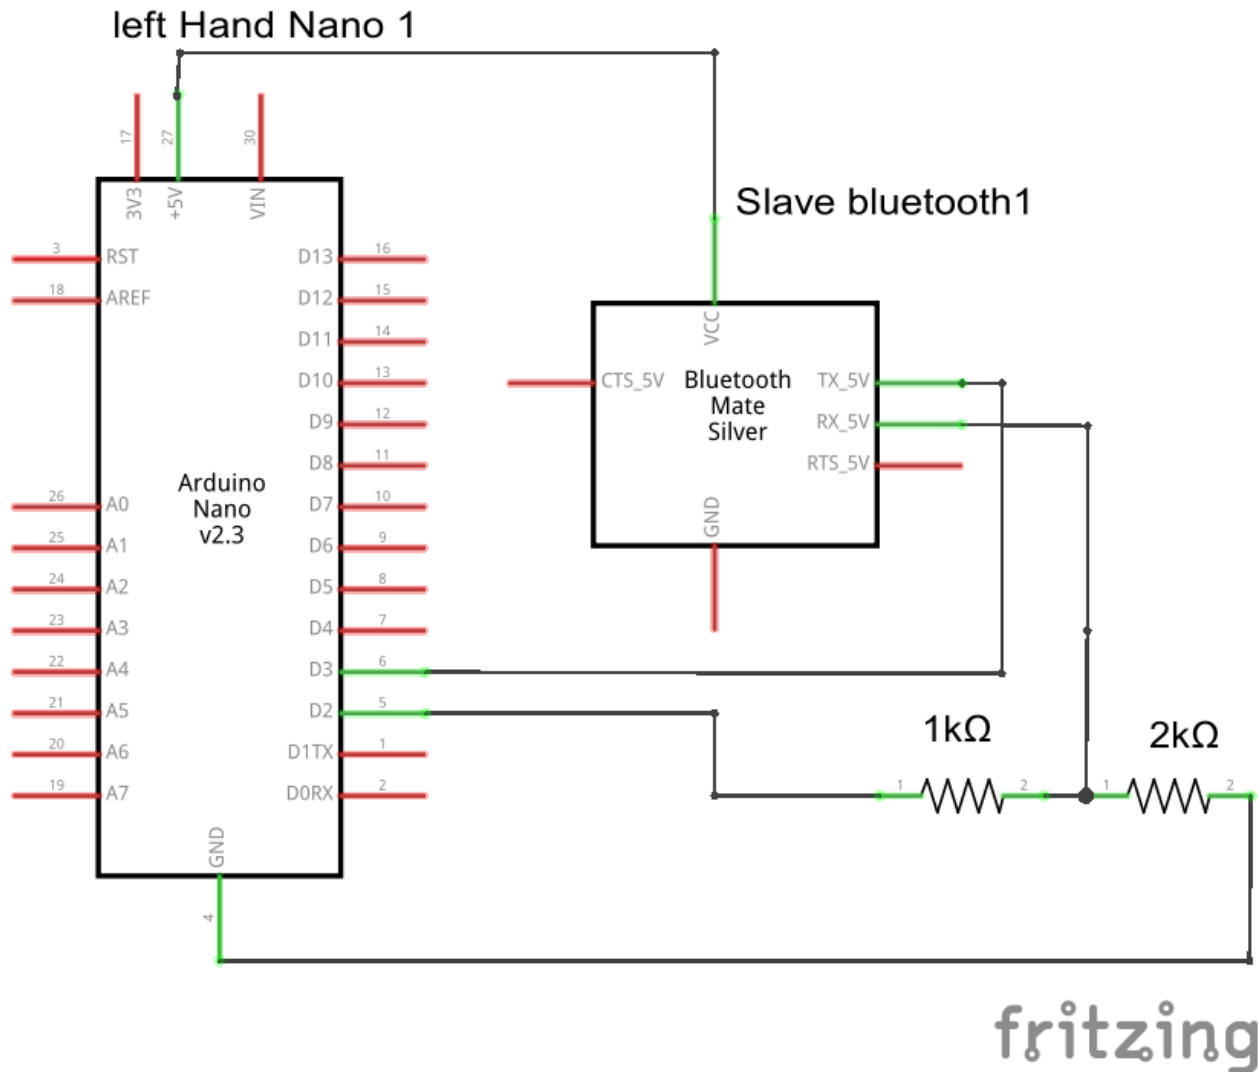 left Hand Nano 1
17
27
30
3V3
+5V
VIN
Slave bluetooth1
3
RST
D13
16
18
AREF
D12
15
D11
14
D10
13
D9
12
D8
11
26
A0
D7
10
25
A1
D6
9
24
A2
D5
8
23
A3
D4
7
22
A4
D3
6
21
A5
D2
5
20
A6
D1TX
1
19
A7
D0RX
2
Arduino
Nano
v2.3
GND
4
VCC
CTS_5V
Bluetooth
Mate
Silver
TX_5V
RX_5V
RTS_5V
GND
1kΩ
2kΩ
1
2
1
2
fritzing